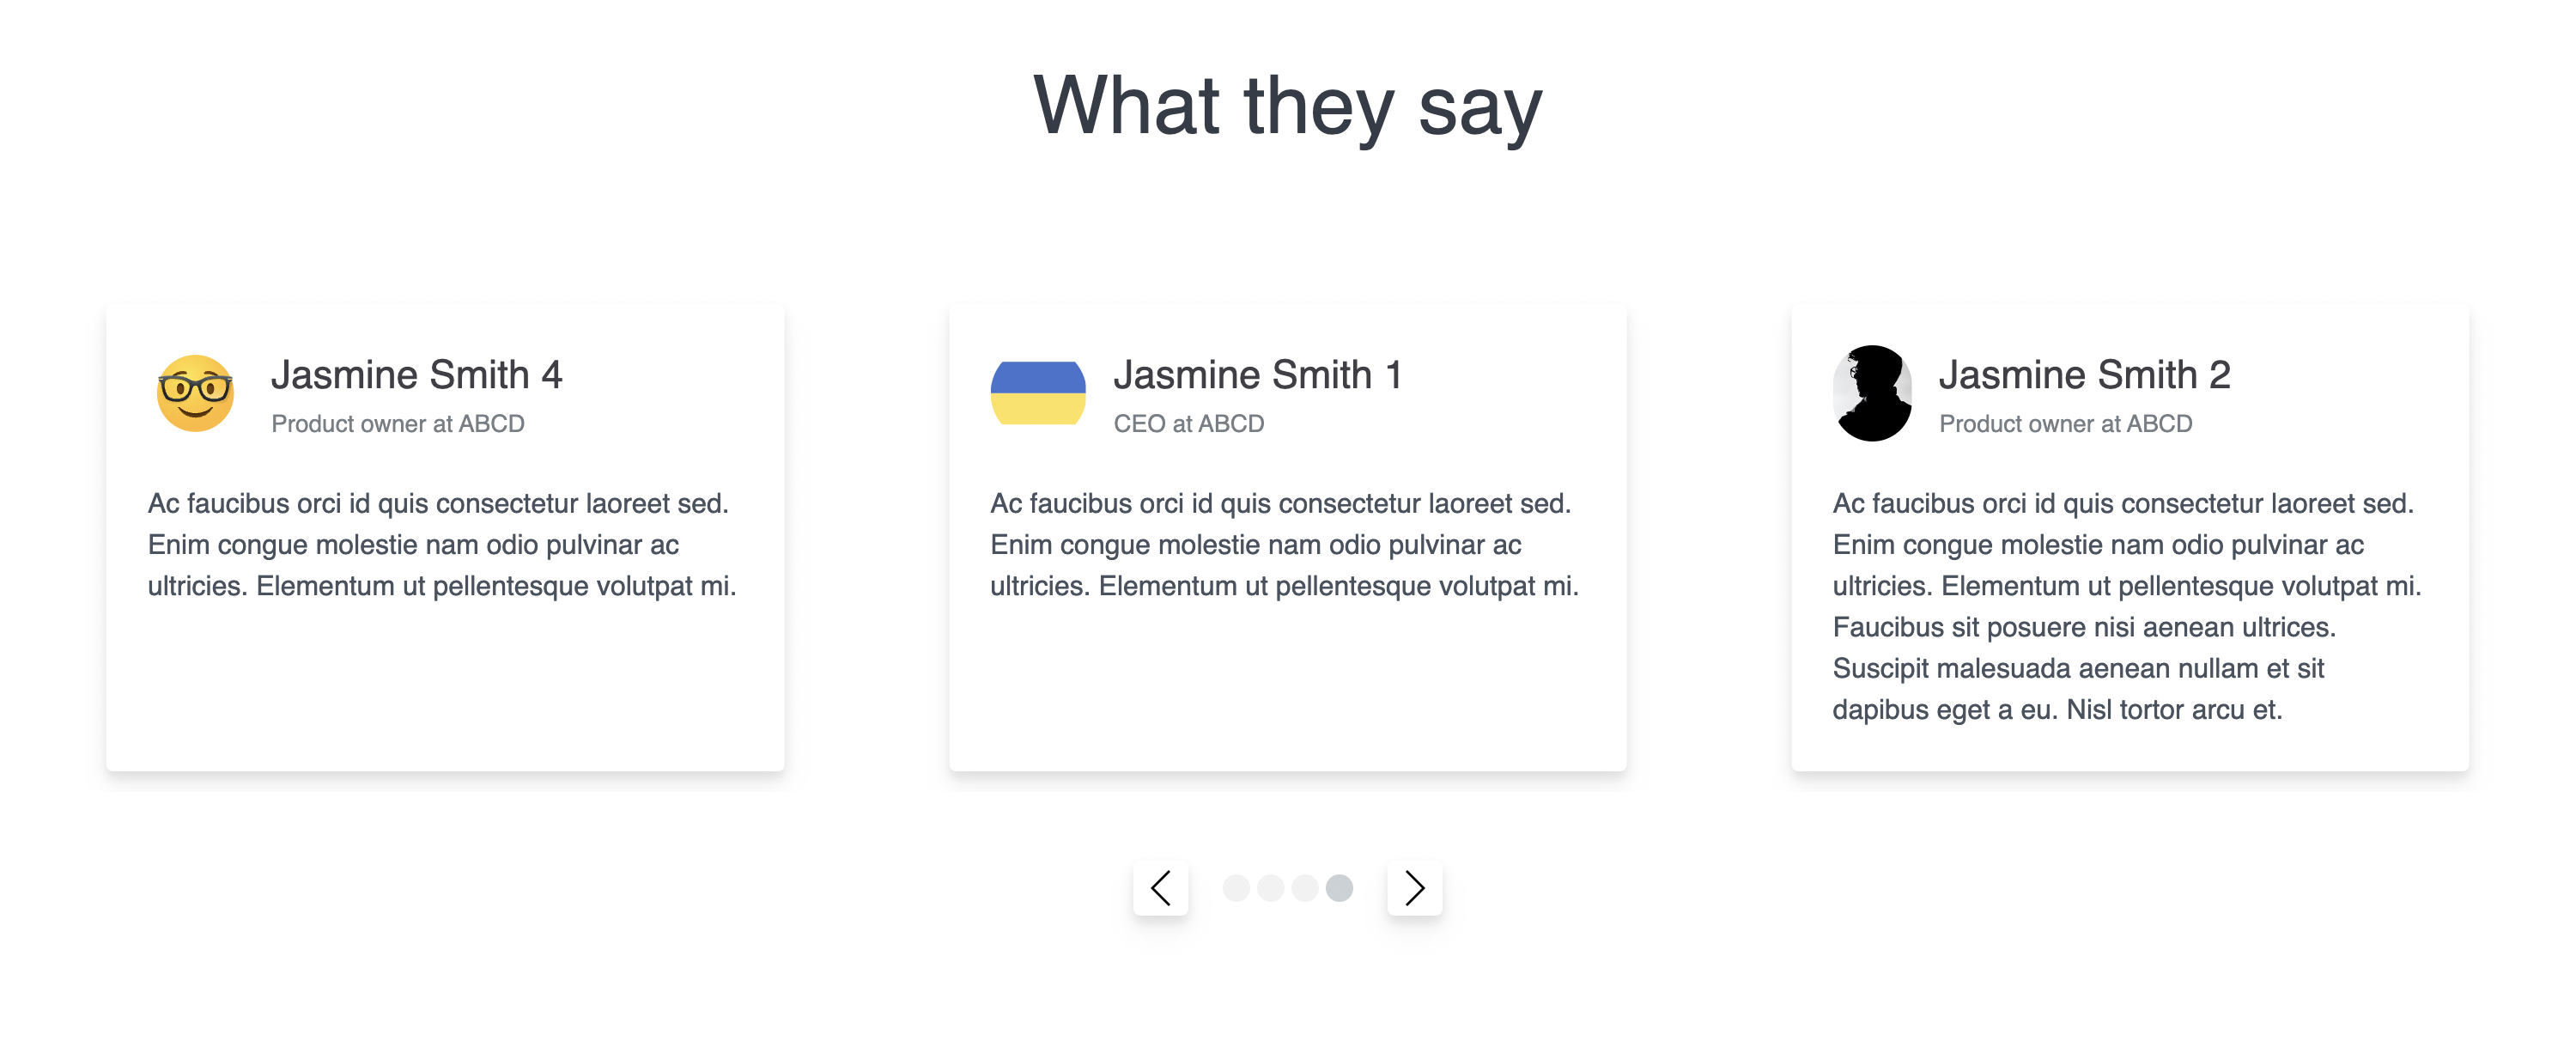 What they say
Jasmine Smith 4
Product owner at ABCD
Ac faucibus orci id quis consectetur laoreet sed.
Enim congue molestie nam odio pulvinar ac
ultricies. Elementum ut pellentesque volutpat mi.
Jasmine Smith 1
CEO at ABCD
Ac faucibus orci id quis consectetur laoreet sed.
Enim congue molestie nam odio pulvinar ac
ultricies. Elementum ut pellentesque volutpat mi.
Jasmine Smith 2
Product owner at ABCD
Ac faucibus orci id quis consectetur laoreet sed.
Enim congue molestie nam odio pulvinar ac
ultricies. Elementum ut pellentesque volutpat mi.
Faucibus sit posuere nisi aenean ultrices.
Suscipit malesuada aenean nullam et sit
dapibus eget a eu. Nisl tortor arcu et.